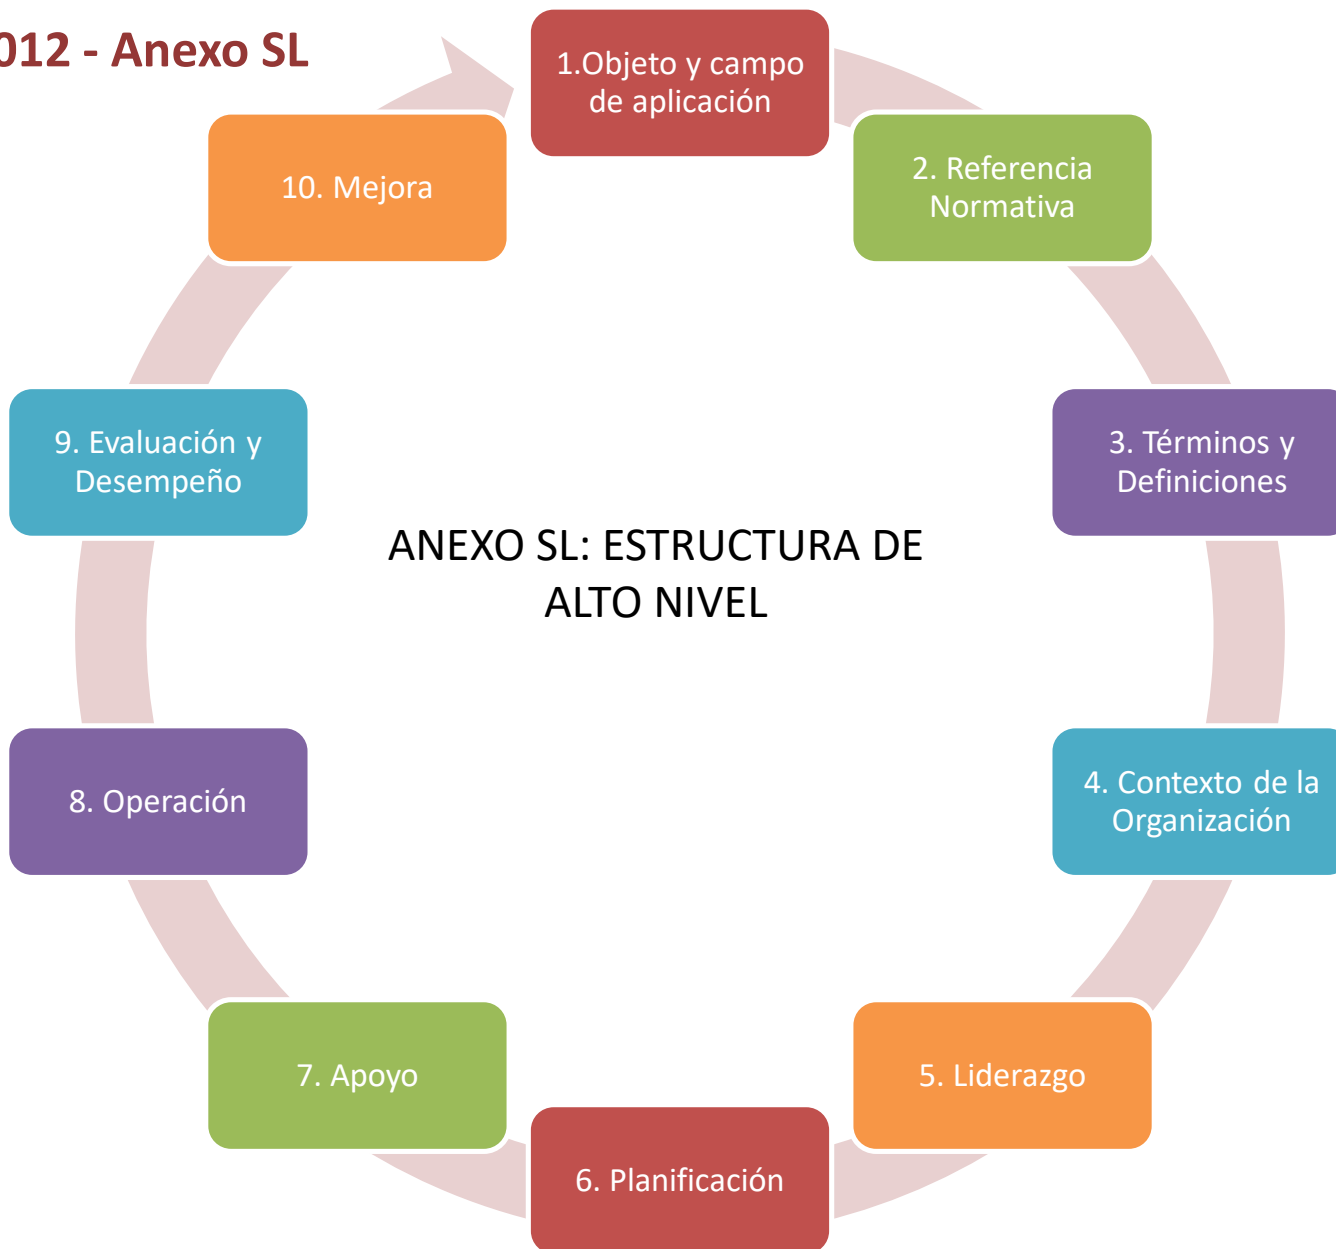 012 - Anexo SL
1.Objeto y campo
de aplicación
2. Referencia
Normativa
3. Términos y
Definiciones
4. Contexto de la
Organización
5. Liderazgo
6. Planificación
7. Apoyo
8. Operación
9. Evaluación y
Desempeño
10. Mejora
ANEXO SL: ESTRUCTURA DE
ALTO NIVEL